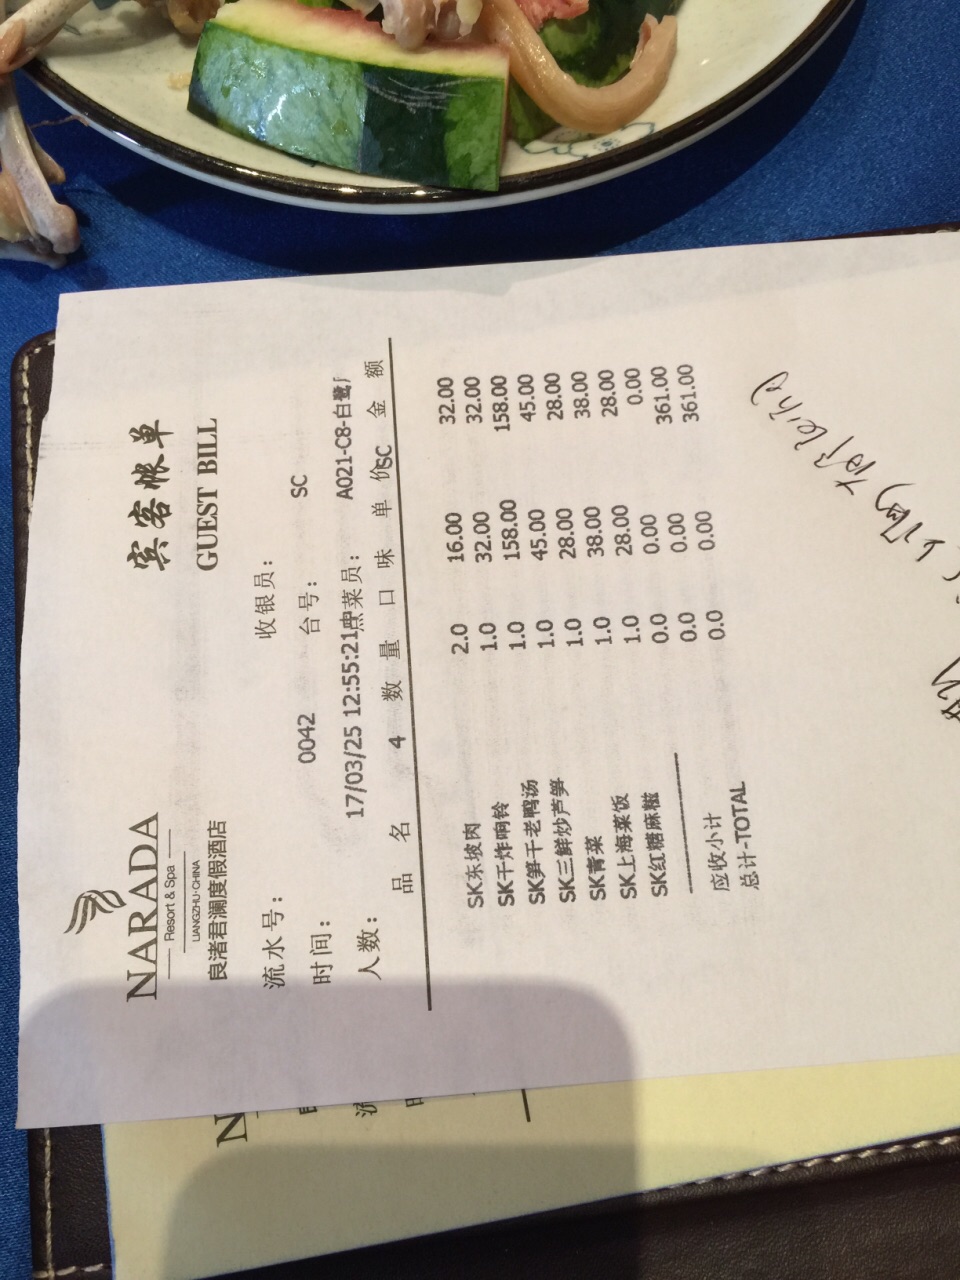 NARADA
Resort & Spa
LIANGZHU·CHINA
良渚君澜度假酒店
宾客帐单
GUEST BILL
流水号: 收银员:
时间: 0042 台号: SC
人数: 17/03/25 12:55:21 点菜员: A021-C8-白鹭
品名 4 数量 口味 单价 SC 金额
SK东坡肉 2.0 16.00 32.00
SK干炸响铃 1.0 32.00 32.00
SK笋干老鸭汤 1.0 158.00 158.00
SK三鲜炒芦笋 1.0 45.00 45.00
SK青菜 1.0 28.00 28.00
SK上海菜饭 1.0 38.00 38.00
SK红糖麻糍 1.0 28.00 28.00
0.0 0.00 0.00
应收小计 0.0 0.00 361.00
总计-TOTAL 0.0 0.00 361.00